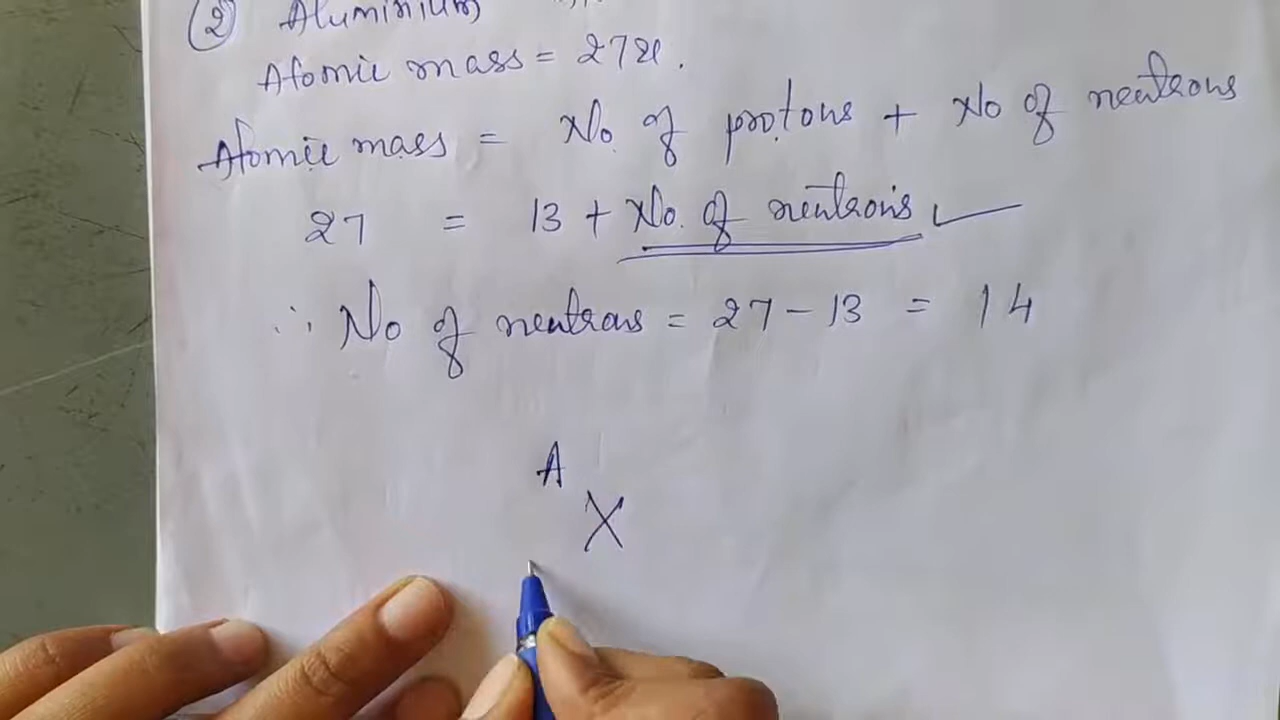 (2) Aluminium
Atomic mass = 27u.
Atomic mass = No. of protons + No of neutrons
27 = 13 + No. of neutrons ✓
∴ No of neutrons = 27 - 13 = 14
A
X